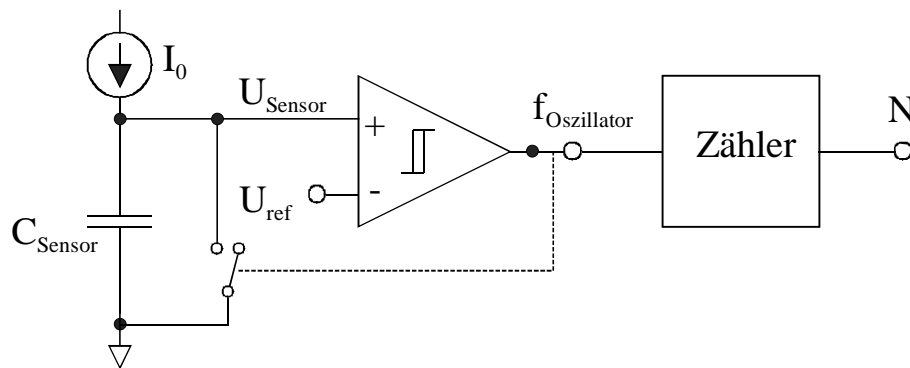 I0
USensor
+
fOszillator
Zähler
N
Uref
-
CSensor